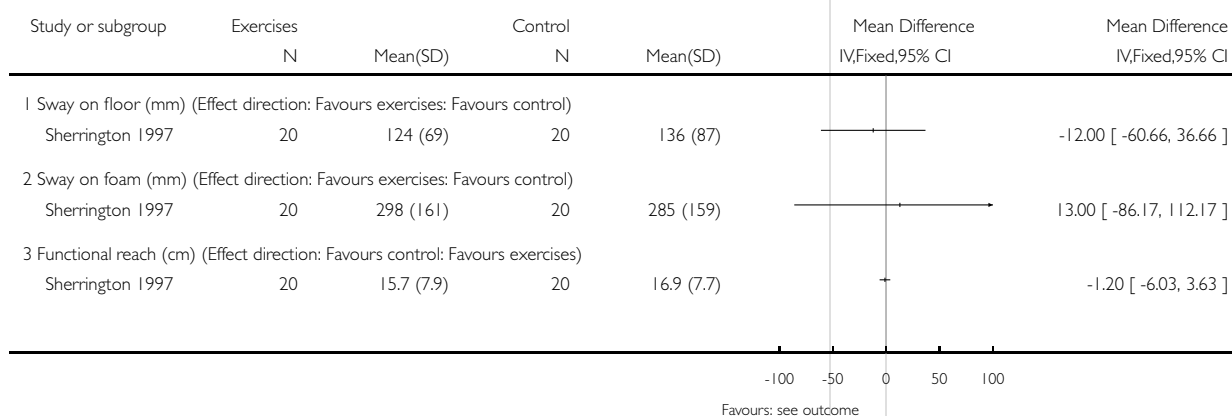 Study or subgroup Exercises Control Mean Difference Mean Difference
N Mean(SD) N Mean(SD) IV,Fixed,95% CI IV,Fixed,95% CI
1 Sway on floor (mm) (Effect direction: Favours exercises: Favours control)
Sherrington 1997 20 124 (69) 20 136 (87) -12.00 [ -60.66, 36.66 ]
2 Sway on foam (mm) (Effect direction: Favours exercises: Favours control)
Sherrington 1997 20 298 (161) 20 285 (159) 13.00 [ -86.17, 112.17 ]
3 Functional reach (cm) (Effect direction: Favours control: Favours exercises)
Sherrington 1997 20 15.7 (7.9) 20 16.9 (7.7) -1.20 [ -6.03, 3.63 ]
-100 -50 0 50 100
Favours: see outcome